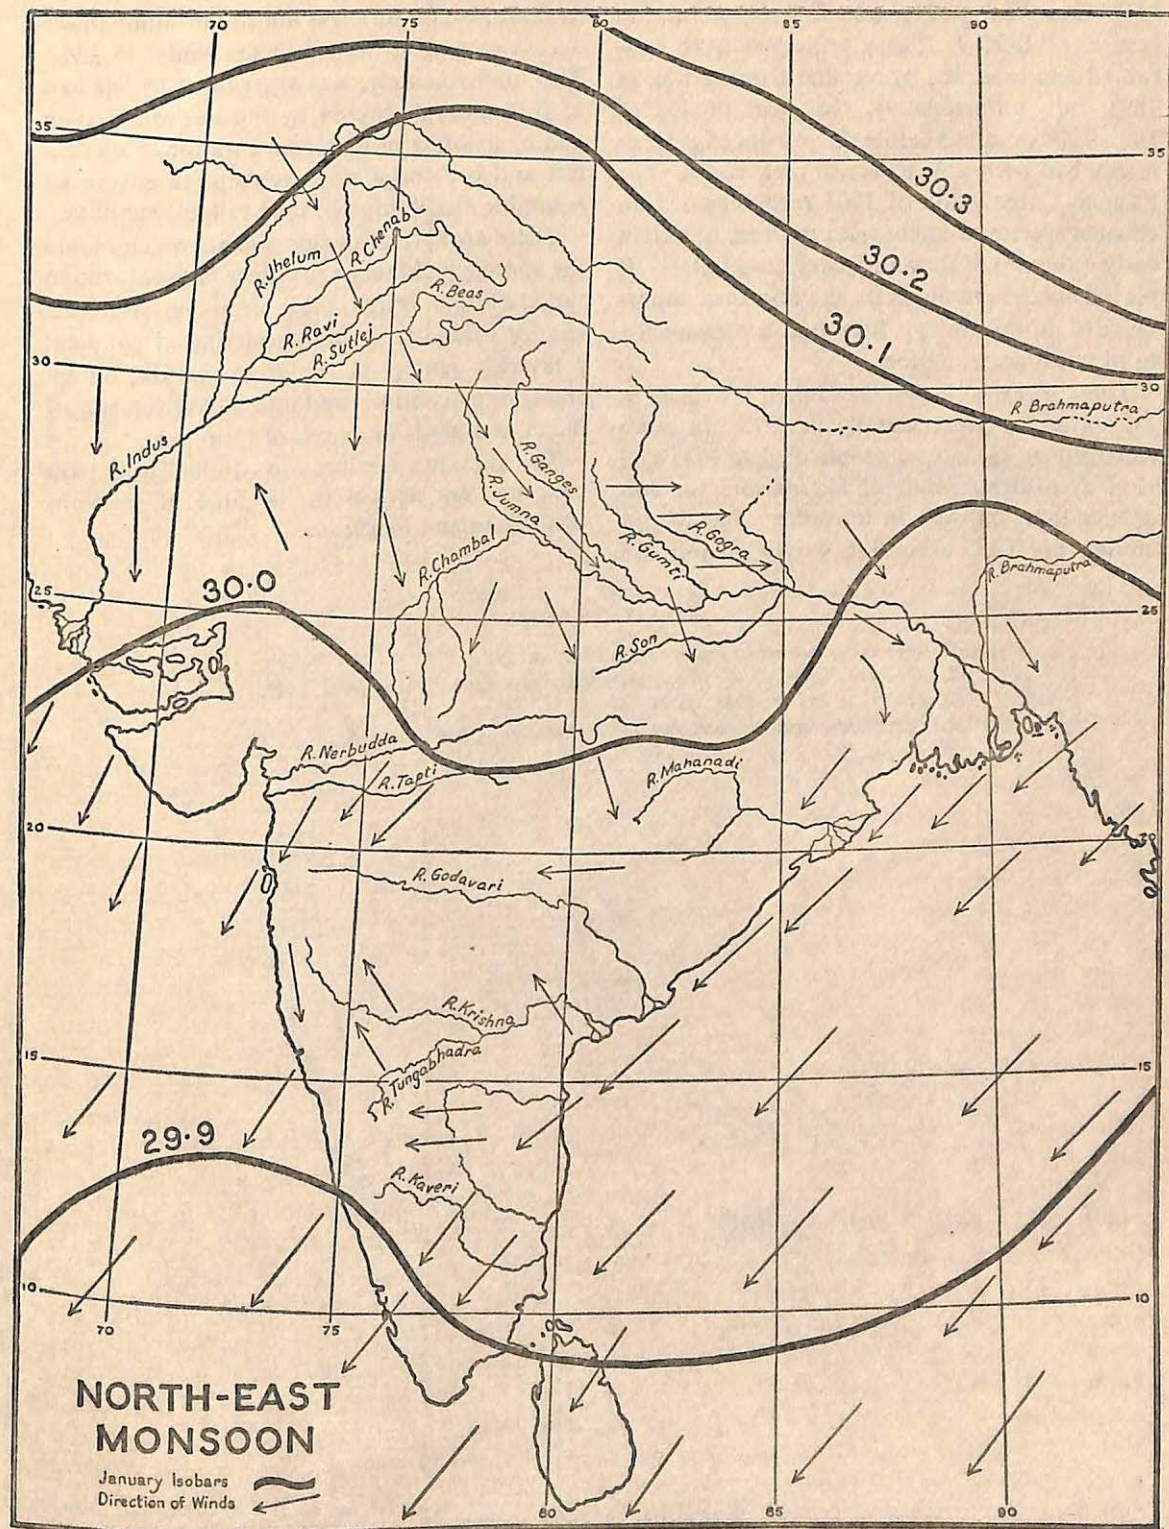 70 75 80 85 90
35 35
30.3
30.2
30.1
R. Jhelum
R. Chenab
R. Beas
R. Ravi
R. Sutlej
30 30
R. Brahmaputra
R. Indus
R. Ganges
R. Jumna
R. Gogra
R. Gumti
R. Chambal
R. Brahmaputra
30.0
25 25
R. Son
R. Nerbudda
R. Tapti
R. Mahanadi
20 20
R. Godavari
R. Krishna
R. Tungabhadra
15 15
29.9
R. Kaveri
10 10
70 75
NORTH-EAST
MONSOON
January Isobars
Direction of Winds
80 85 90